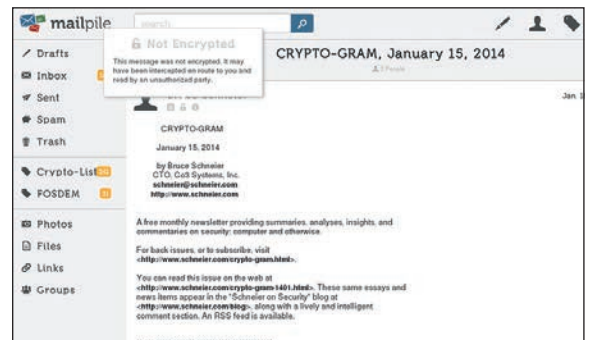 mailpile
search
Not Encrypted
This message was not encrypted. It may
have been intercepted en route to you and
read by an unauthorized party.
CRYPTO-GRAM, January 15, 2014
Drafts
Inbox
Sent
Spam
Trash
Crypto-List
FOSDEM
Photos
Files
Links
Groups
Jan. 1
CRYPTO-GRAM
January 15, 2014
by Bruce Schneier
CTO, Co3 Systems, Inc.
schneier@schneier.com
http://www.schneier.com
A free monthly newsletter providing summaries, analyses, insights, and
commentaries on security: computer and otherwise.
For back issues, or to subscribe, visit
<http://www.schneier.com/crypto-gram.html>.
You can read this issue on the web at
<http://www.schneier.com/crypto-gram-1401.html>. These same essays and
news items appear in the "Schneier on Security" blog at
<http://www.schneier.com/blog>, along with a lively and intelligent
comment section. An RSS feed is available.